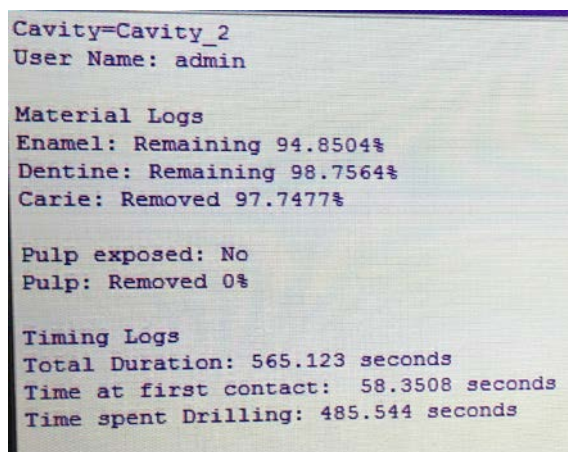 Cavity=Cavity_2
User Name: admin
Material Logs
Enamel: Remaining 94.8504%
Dentine: Remaining 98.7564%
Carie: Removed 97.7477%
Pulp exposed: No
Pulp: Removed 0%
Timing Logs
Total Duration: 565.123 seconds
Time at first contact:  58.3508 seconds
Time spent Drilling: 485.544 seconds